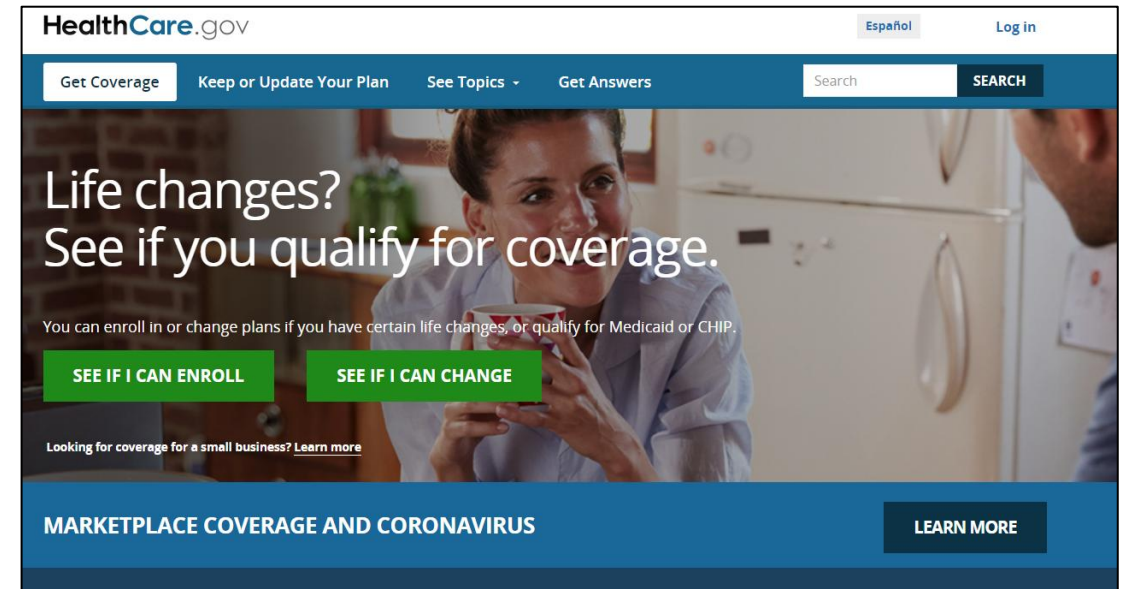 HealthCare.gov
Español
Log in
Get Coverage
Keep or Update Your Plan
See Topics
Get Answers
Search
SEARCH
Life changes?
See if you qualify for coverage.
You can enroll in or change plans if you have certain life changes, or qualify for Medicaid or CHIP.
SEE IF I CAN ENROLL
SEE IF I CAN CHANGE
Looking for coverage for a small business? Learn more
MARKETPLACE COVERAGE AND CORONAVIRUS
LEARN MORE